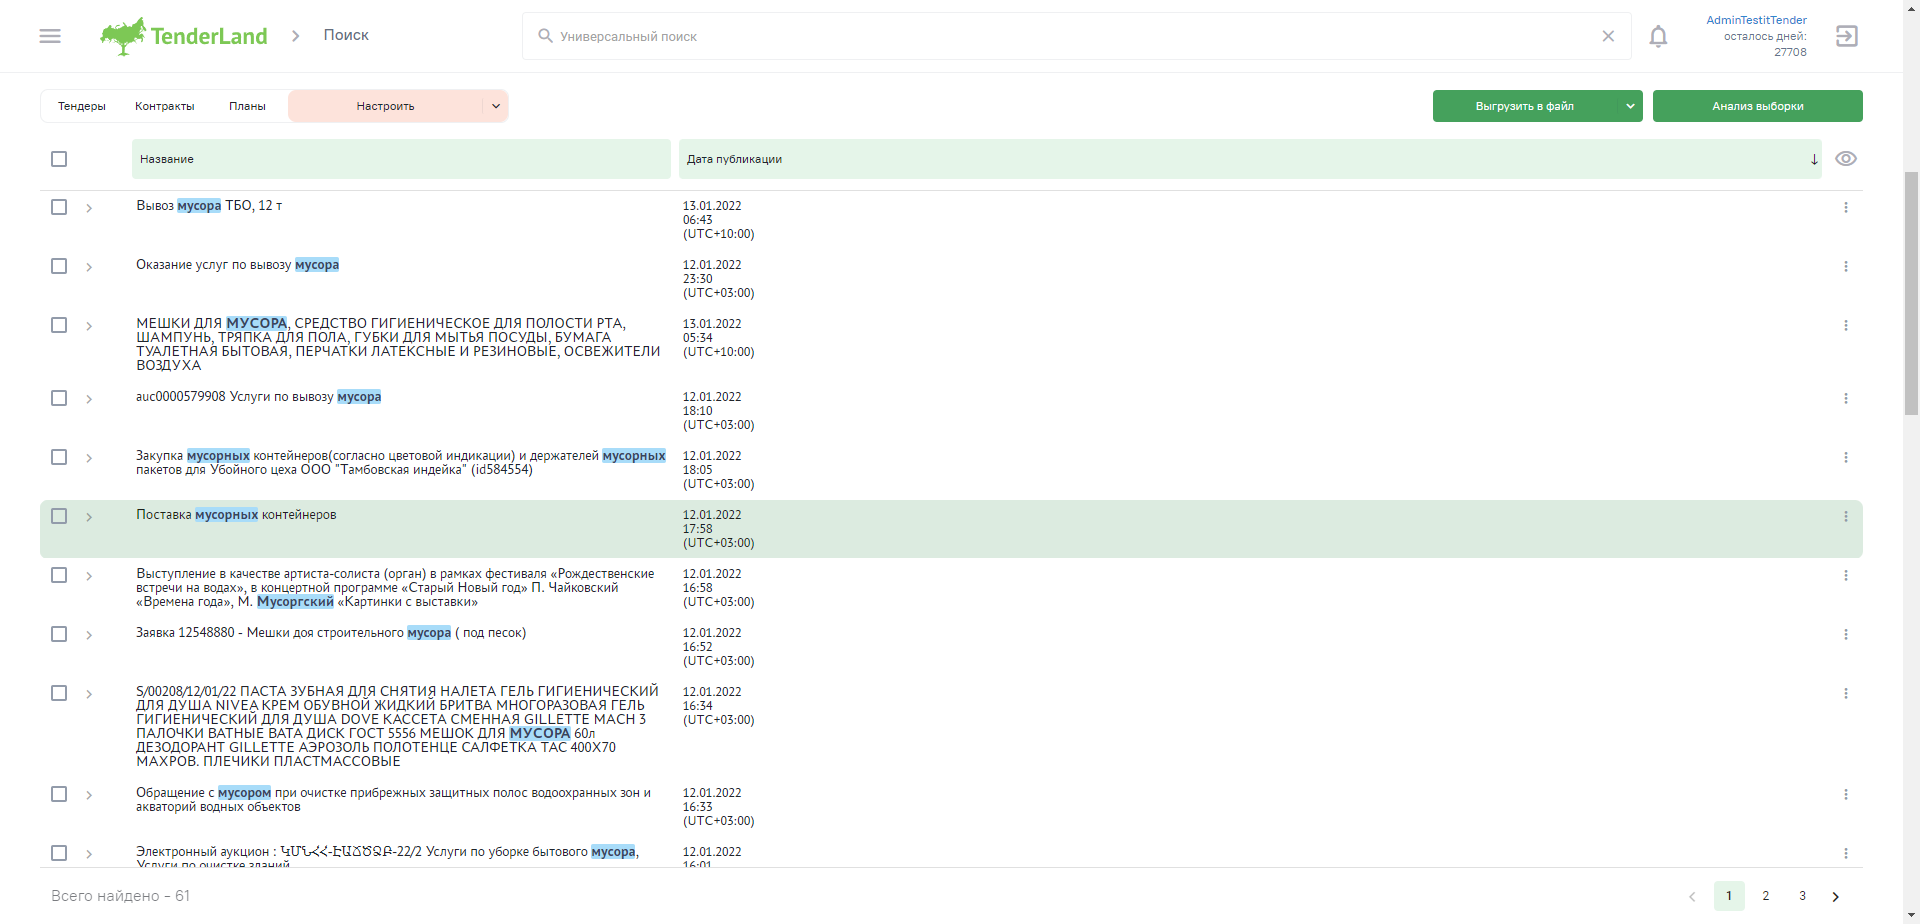 TenderLand
Поиск
Универсальный поиск
AdminTestitTender
осталось дней:
27708
Тендеры
Контракты
Планы
Настроить
Выгрузить в файл
Анализ выборки
Название
Дата публикации
Вывоз мусора ТБО, 12 т
13.01.2022
06:43
(UTC+10:00)
Оказание услуг по вывозу мусора
12.01.2022
23:30
(UTC+03:00)
МЕШКИ ДЛЯ МУСОРА, СРЕДСТВО ГИГИЕНИЧЕСКОЕ ДЛЯ ПОЛОСТИ РТА,
ШАМПУНЬ, ТРЯПКА ДЛЯ ПОЛА, ГУБКИ ДЛЯ МЫТЬЯ ПОСУДЫ, БУМАГА
ТУАЛЕТНАЯ БЫТОВАЯ, ПЕРЧАТКИ ЛАТЕКСНЫЕ И РЕЗИНОВЫЕ, ОСВЕЖИТЕЛИ
ВОЗДУХА
13.01.2022
05:34
(UTC+10:00)
auc0000579908 Услуги по вывозу мусора
12.01.2022
18:10
(UTC+03:00)
Закупка мусорных контейнеров(согласно цветовой индикации) и держателей мусорных
пакетов для Убойного цеха ООО "Тамбовская индейка" (id584554)
12.01.2022
18:05
(UTC+03:00)
Поставка мусорных контейнеров
12.01.2022
17:58
(UTC+03:00)
Выступление в качестве артиста-солиста (орган) в рамках фестиваля «Рождественские
встречи на водах», в концертной программе «Старый Новый год» П. Чайковский
«Времена года», М. Мусоргский «Картинки с выставки»
12.01.2022
16:58
(UTC+03:00)
Заявка 12548880 - Мешки доя строительного мусора ( под песок)
12.01.2022
16:52
(UTC+03:00)
S/00208/12/01/22 ПАСТА ЗУБНАЯ ДЛЯ СНЯТИЯ НАЛЕТА ГЕЛЬ ГИГИЕНИЧЕСКИЙ
ДЛЯ ДУША NIVEA КРЕМ ОБУВНОЙ ЖИДКИЙ БРИТВА МНОГОРАЗОВАЯ ГЕЛЬ
ГИГИЕНИЧЕСКИЙ ДЛЯ ДУША DOVE КАССЕТА СМЕННАЯ GILLETTE MACH 3
ПАЛОЧКИ ВАТНЫЕ ВАТА ДИСК ГОСТ 5556 МЕШОК ДЛЯ МУСОРА 60л
ДЕЗОДОРАНТ GILLETTE АЭРОЗОЛЬ ПОЛОТЕНЦЕ САЛФЕТКА ТАС 400Х70
МАХРОВ. ПЛЕЧИКИ ПЛАСТМАССОВЫЕ
12.01.2022
16:34
(UTC+03:00)
Обращение с мусором при очистке прибрежных защитных полос водоохранных зон и
акваторий водных объектов
12.01.2022
16:33
(UTC+03:00)
Электронный аукцион : ԿՄՆՀՀ-ԷԱՃԾՁԲ-22/2 Услуги по уборке бытового мусора,
Услуги по очистке зданий
12.01.2022
16:01
Всего найдено - 61
1 2 3